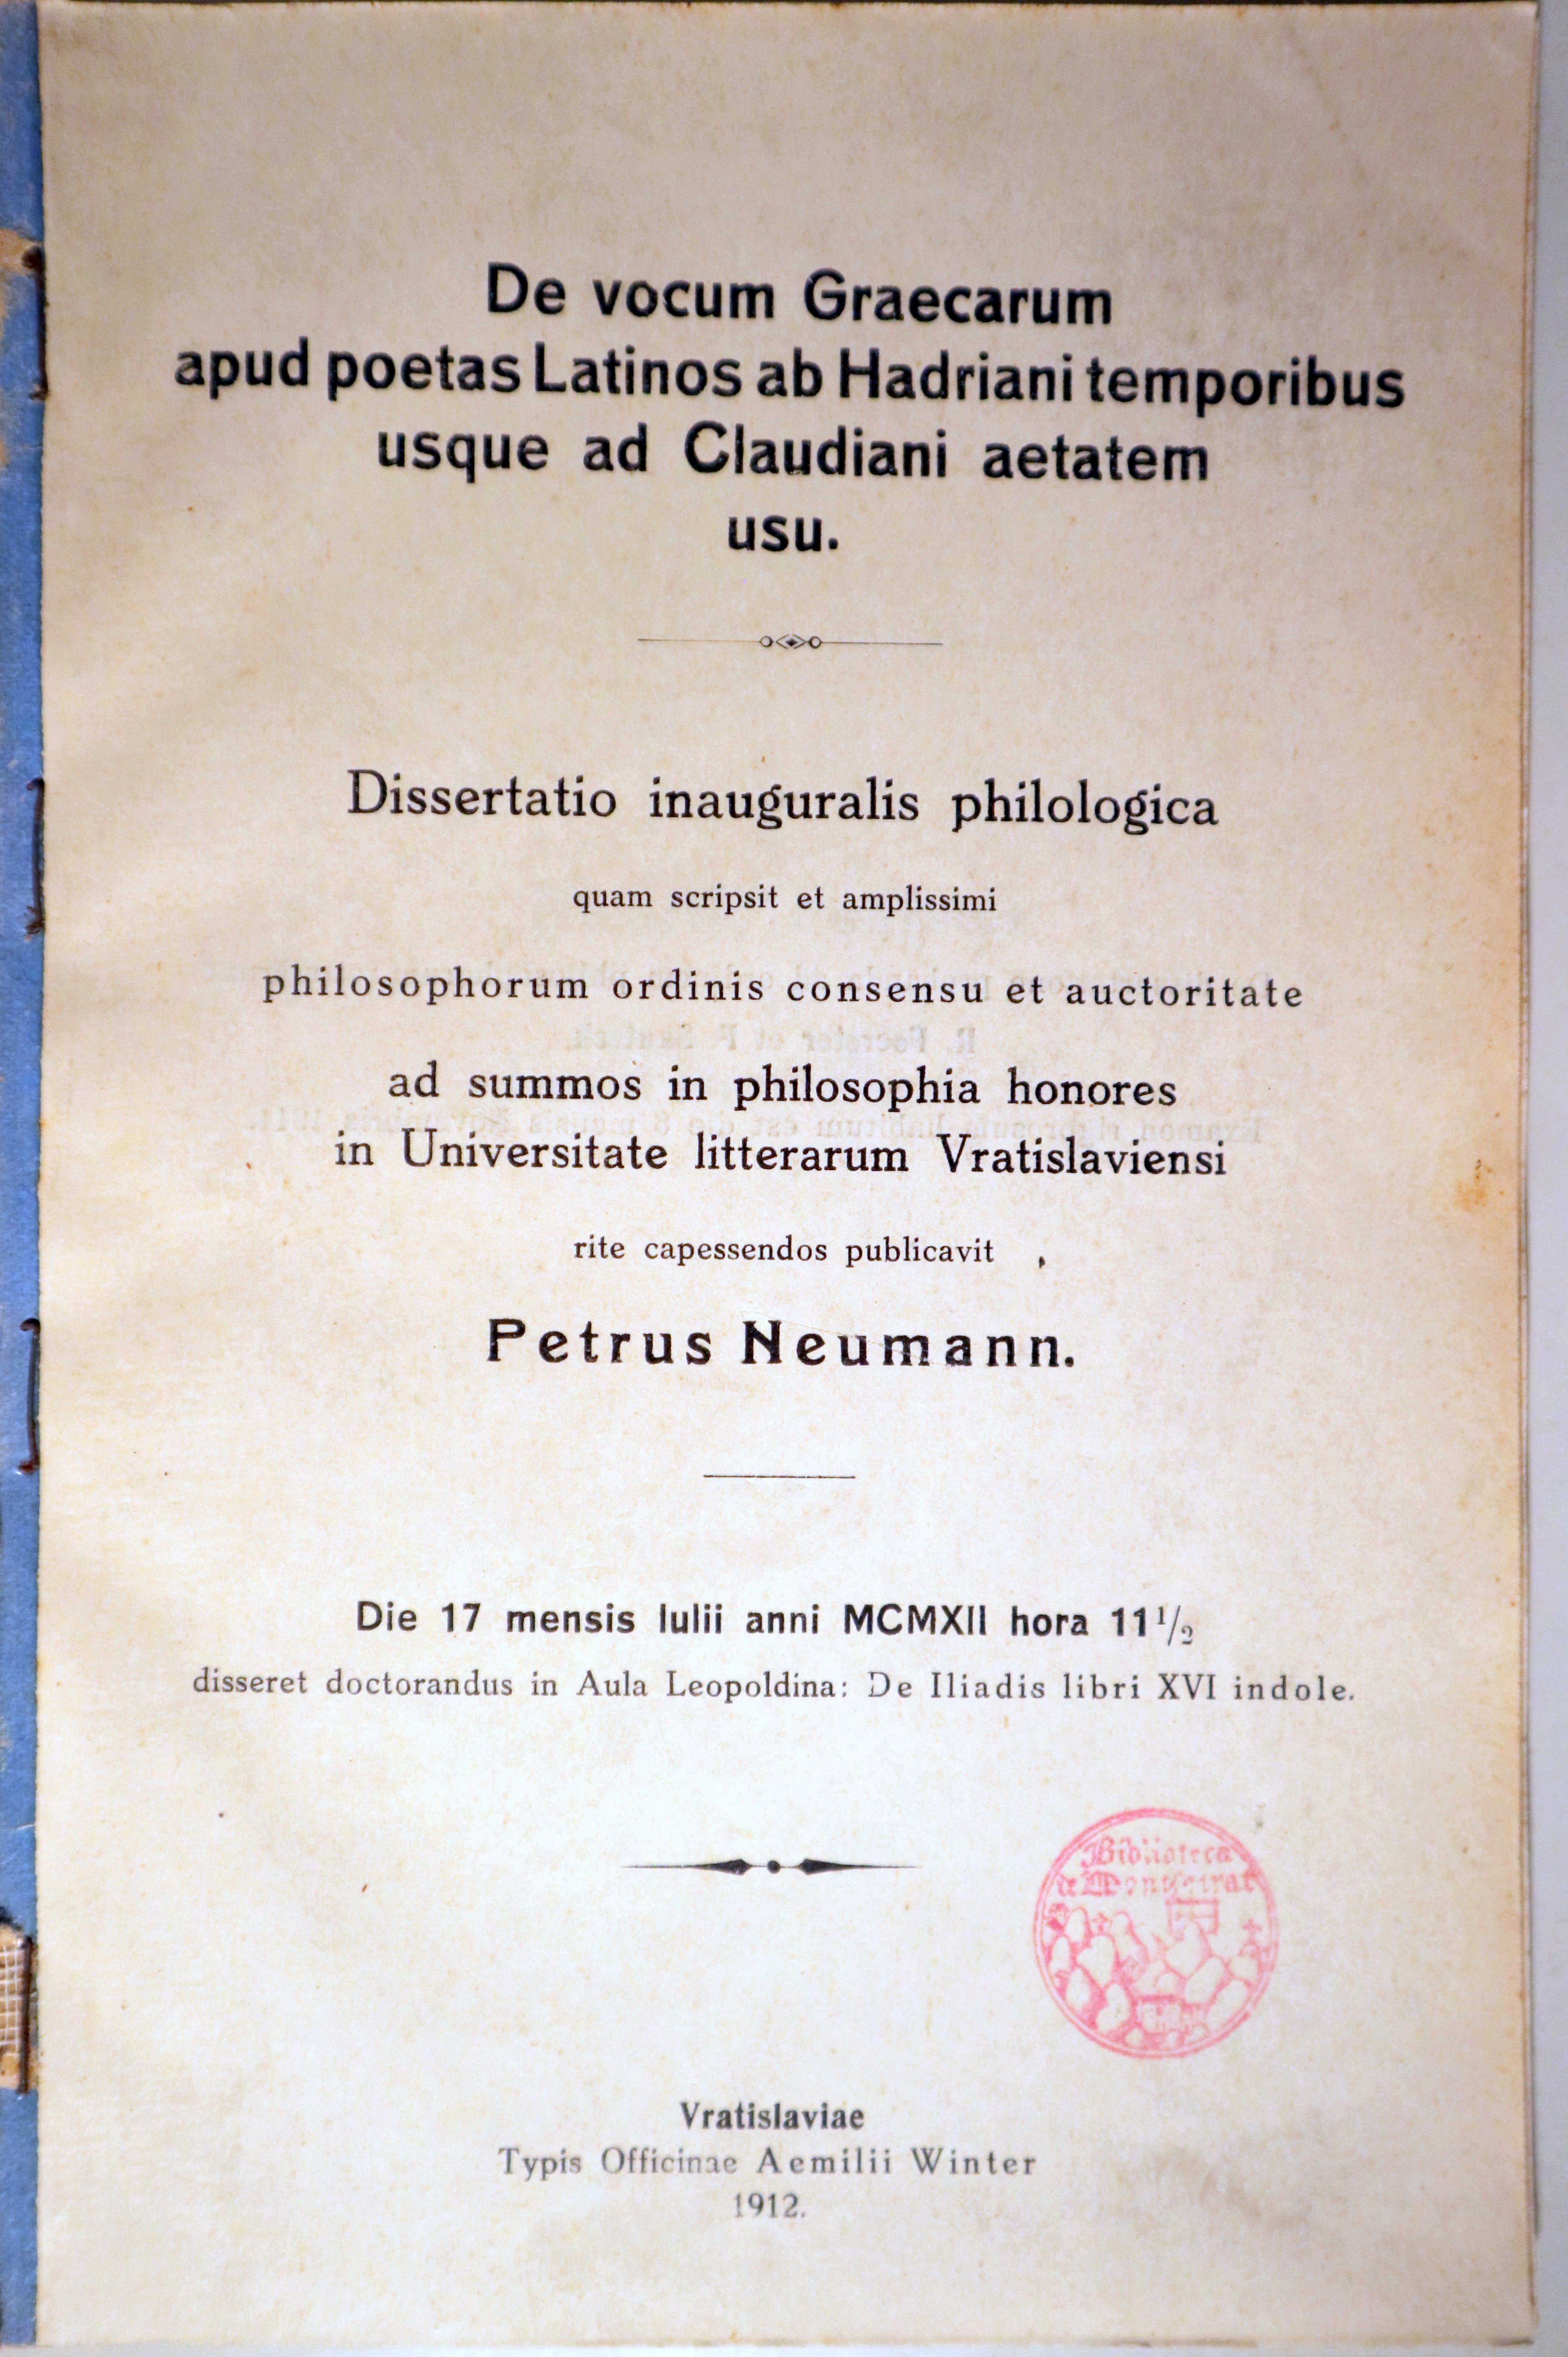 De vocum Graecarum
apud poetas Latinos ab Hadriani temporibus
usque ad Claudiani aetatem
usu.
Dissertatio inauguralis philologica
quam scripsit et amplissimi
philosophorum ordinis consensu et auctoritate
ad summos in philosophia honores
in Universitate litterarum Vratislaviensi
rite capessendos publicavit
Petrus Neumann.
Die 17 mensis Iulii anni MCMXII hora 11 1/2
disseret doctorandus in Aula Leopoldina: De Iliadis libri XVI indole.
Biblioteca
de Montserrat
Vratislaviae
Typis Officinae Aemilii Winter
1912.